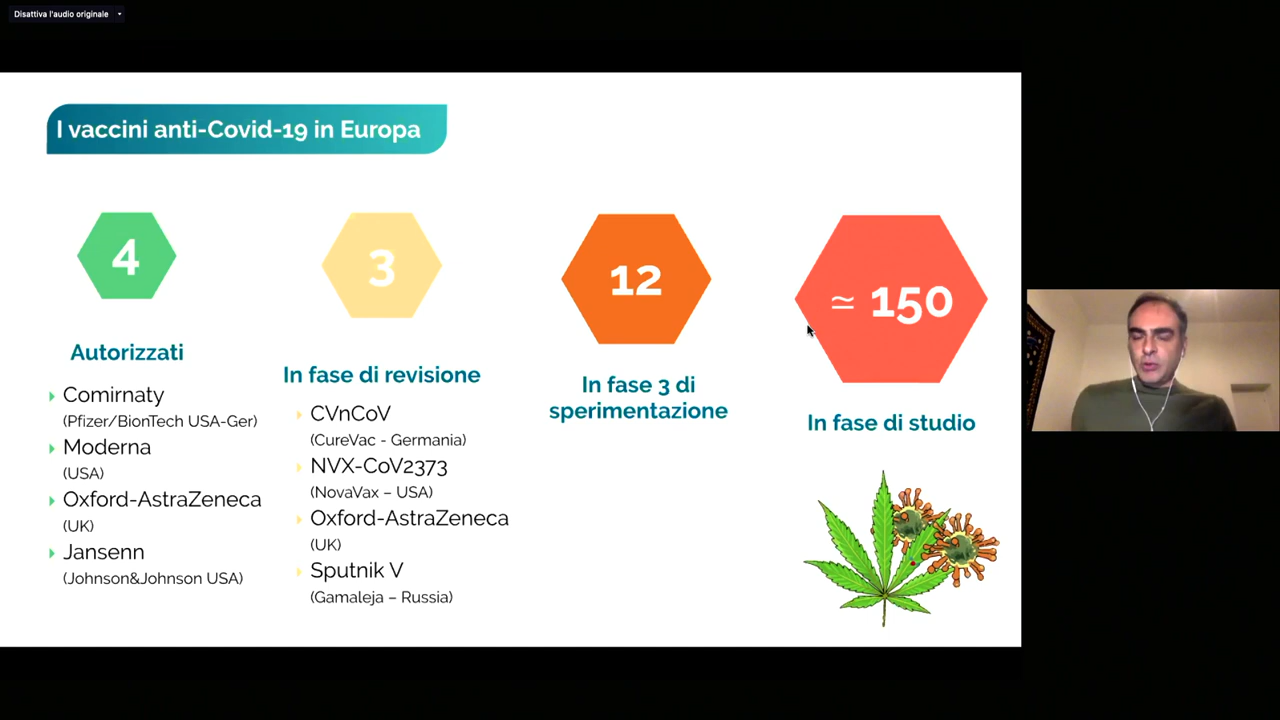 Disattiva l'audio originale
I vaccini anti-Covid-19 in Europa
4
Autorizzati
Comirnaty
(Pfizer/BionTech USA-Ger)
Moderna
(USA)
Oxford-AstraZeneca
(UK)
Jansenn
(Johnson&Johnson USA)
3
In fase di revisione
CVnCoV
(CureVac - Germania)
NVX-CoV2373
(NovaVax – USA)
Oxford-AstraZeneca
(UK)
Sputnik V
(Gamaleja – Russia)
12
In fase 3 di
sperimentazione
≃ 150
In fase di studio